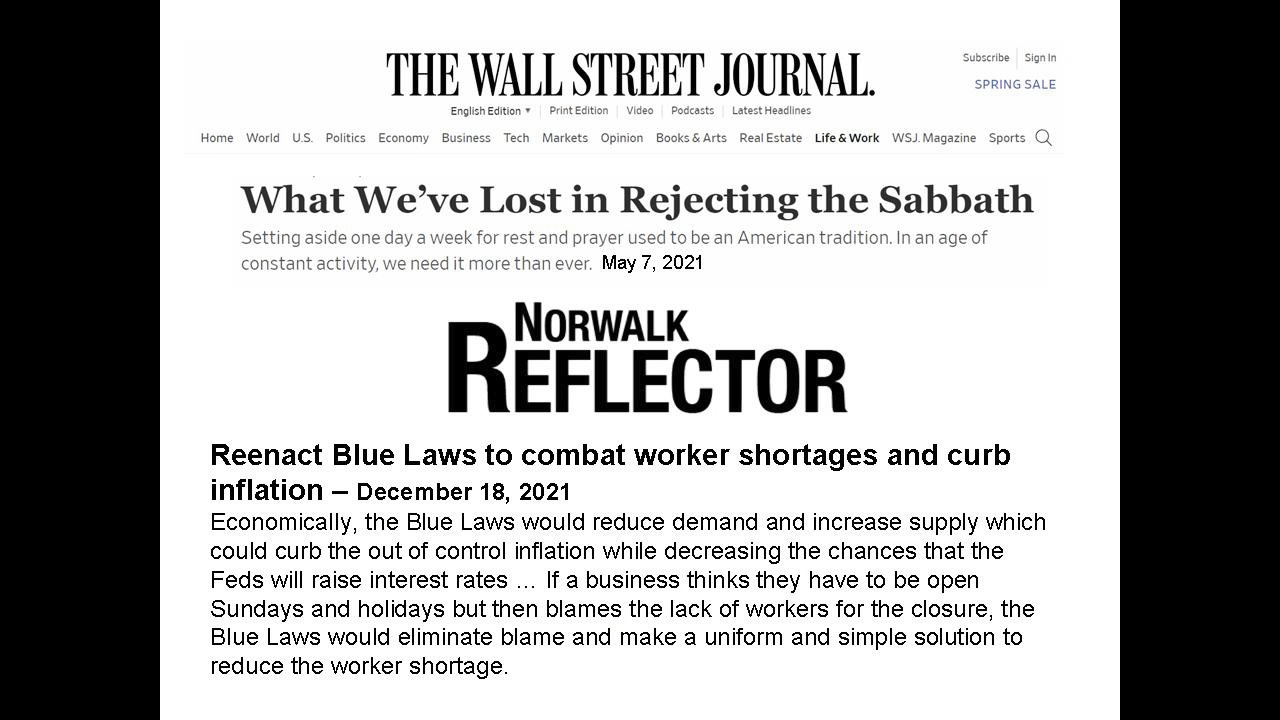 THE WALL STREET JOURNAL.
Subscribe Sign In
SPRING SALE
English Edition Print Edition Video Podcasts Latest Headlines
Home World U.S. Politics Economy Business Tech Markets Opinion Books & Arts Real Estate Life & Work WSJ. Magazine Sports
What We've Lost in Rejecting the Sabbath
Setting aside one day a week for rest and prayer used to be an American tradition. In an age of
constant activity, we need it more than ever. May 7, 2021
NORWALK
REFLECTOR
Reenact Blue Laws to combat worker shortages and curb
inflation – December 18, 2021
Economically, the Blue Laws would reduce demand and increase supply which
could curb the out of control inflation while decreasing the chances that the
Feds will raise interest rates … If a business thinks they have to be open
Sundays and holidays but then blames the lack of workers for the closure, the
Blue Laws would eliminate blame and make a uniform and simple solution to
reduce the worker shortage.